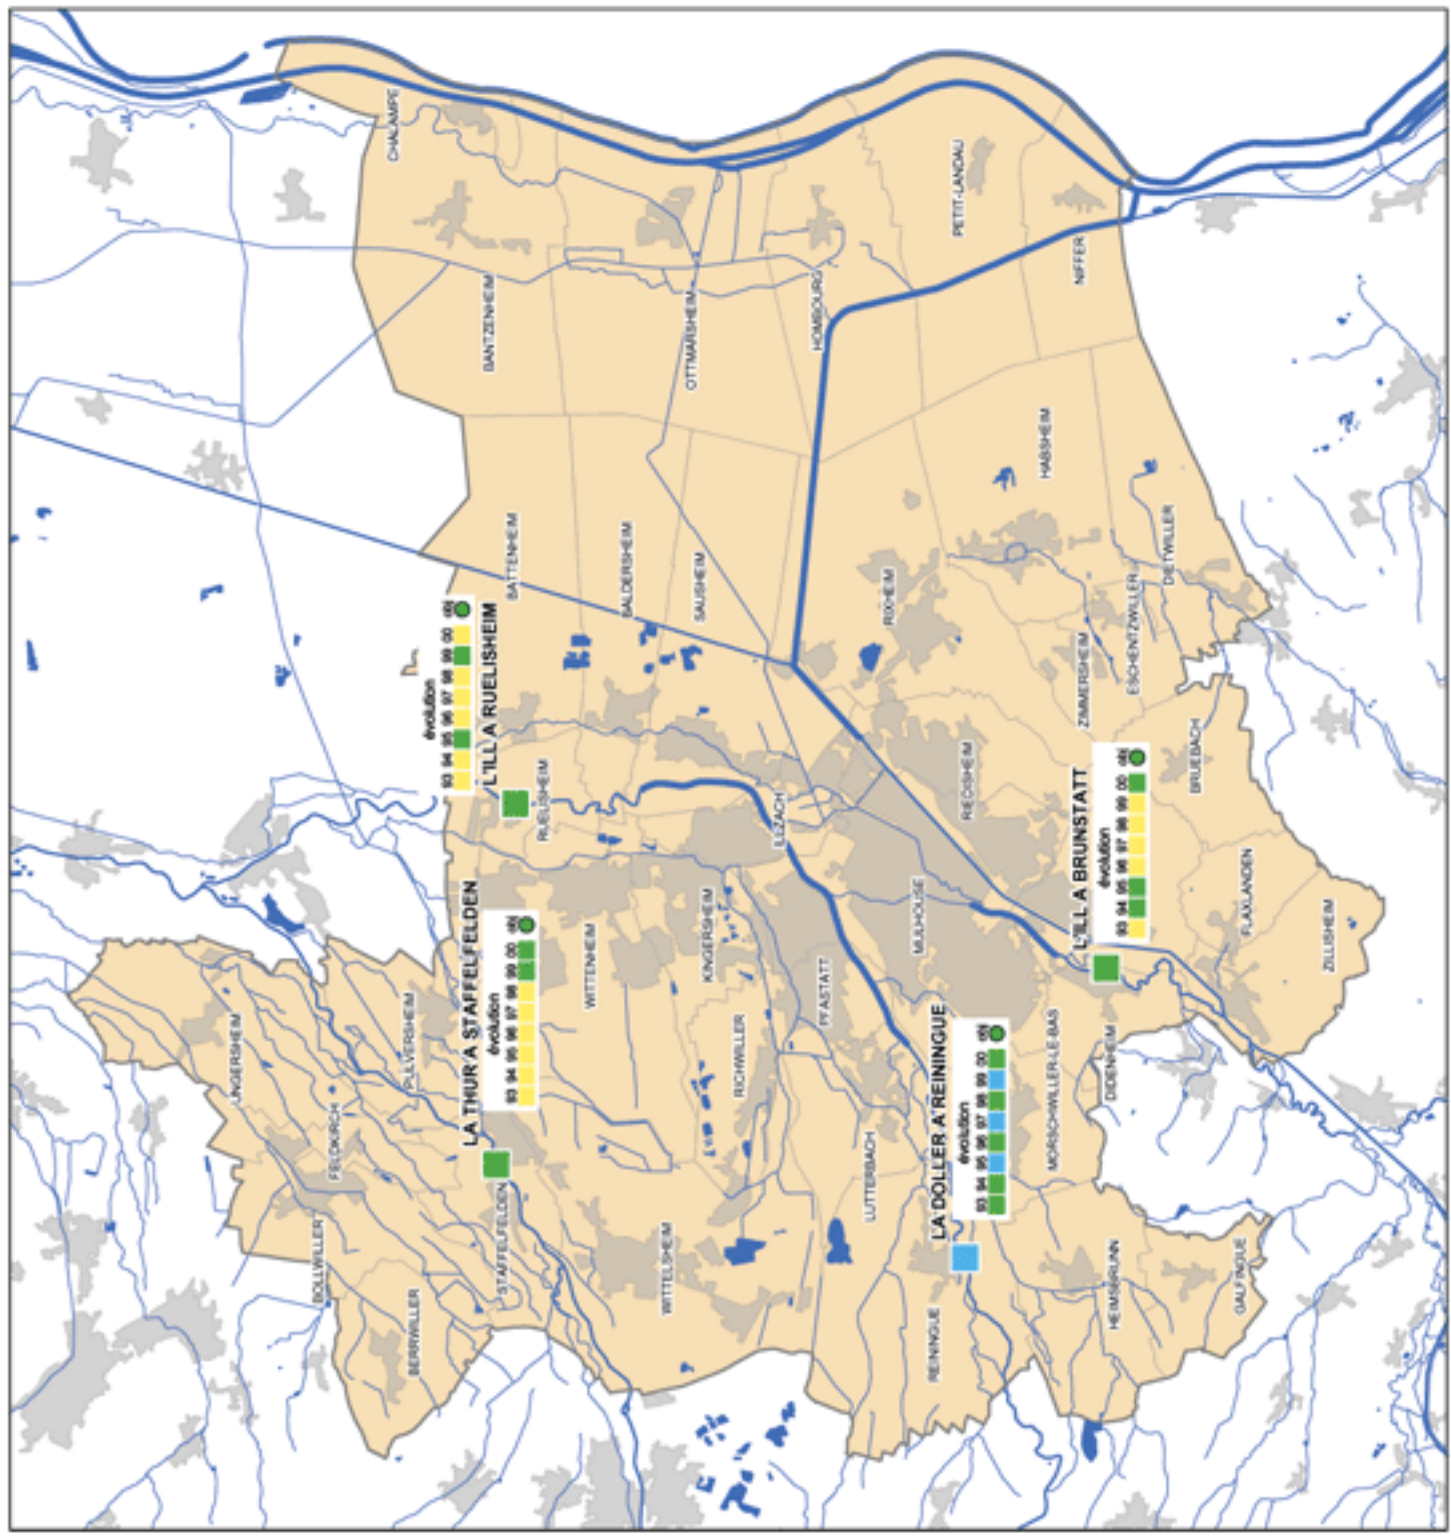 UNGERSHEIM
FELDKIRCH
BOLLWILLER
BERRWILLER
PULVERSHEIM
STAFFELFELDEN
LA THUR A STAFFELFELDEN
évolution
93 94 95 96 97 98 99 00 obj
évolution
93 94 95 96 97 98 99 00 obj
L'ILL A RUELISHEIM
RUELISHEIM
BATTENHEIM
BANTZENHEIM
CHALAMPE
WITTENHEIM
BALDERSHEIM
SAUSHEIM
OTTMARSHEIM
HOMBOURG
WITTELSHEIM
RICHWILLER
KINGERSHEIM
ILLZACH
PFASTATT
LUTTERBACH
MULHOUSE
RIXHEIM
RIEDISHEIM
PETIT-LANDAU
NIFFER
HABSHEIM
REININGUE
LA DOLLER A REININGUE
évolution
93 94 95 96 97 98 99 00 obj
MORSCHWILLER-LE-BAS
DIDENHEIM
L'ILL A BRUNSTATT
évolution
93 94 95 96 97 98 99 00 obj
ZIMMERSHEIM
ESCHENTZWILLER
DIETWILLER
BRUEBACH
FLAXLANDEN
ZILLISHEIM
HEIMSBRUNN
GALFINGUE